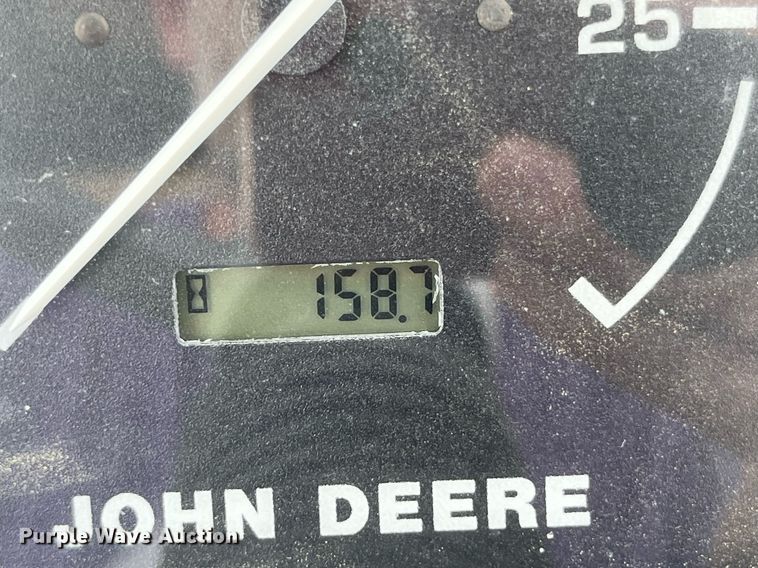 25
158.7
JOHN DEERE
Purple Wave Auction